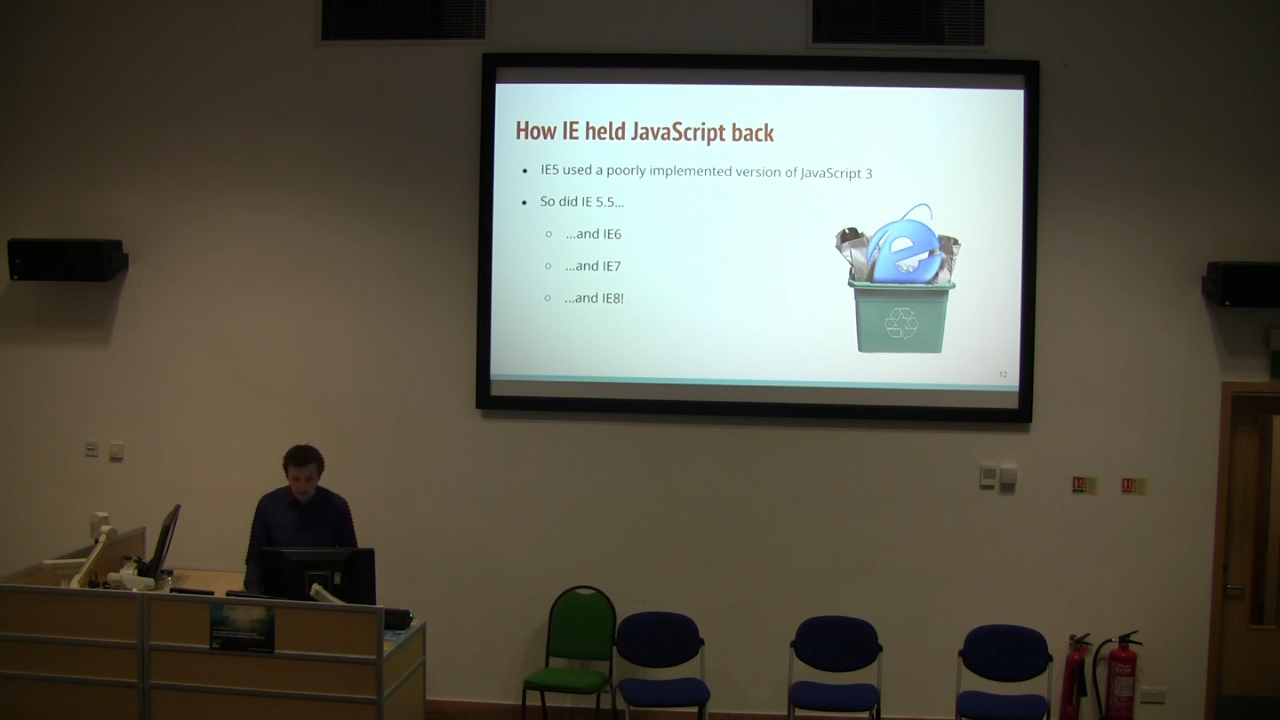 How IE held JavaScript back
• IE5 used a poorly implemented version of JavaScript 3
• So did IE 5.5...
○ ...and IE6
○ ...and IE7
○ ...and IE8!
12